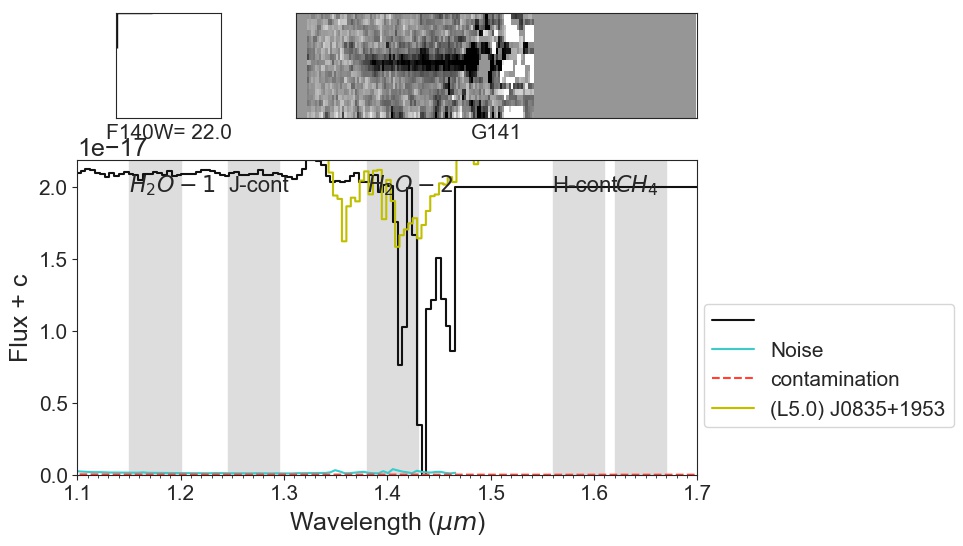 F140W= 22.0
G141
1e−17
H₂O − 1 J-cont H₂O − 2 H-cont CH₄
2.0
1.5
1.0
0.5
0.0
Flux + c
1.1 1.2 1.3 1.4 1.5 1.6 1.7
Wavelength (μm)
Noise
contamination
(L5.0) J0835+1953